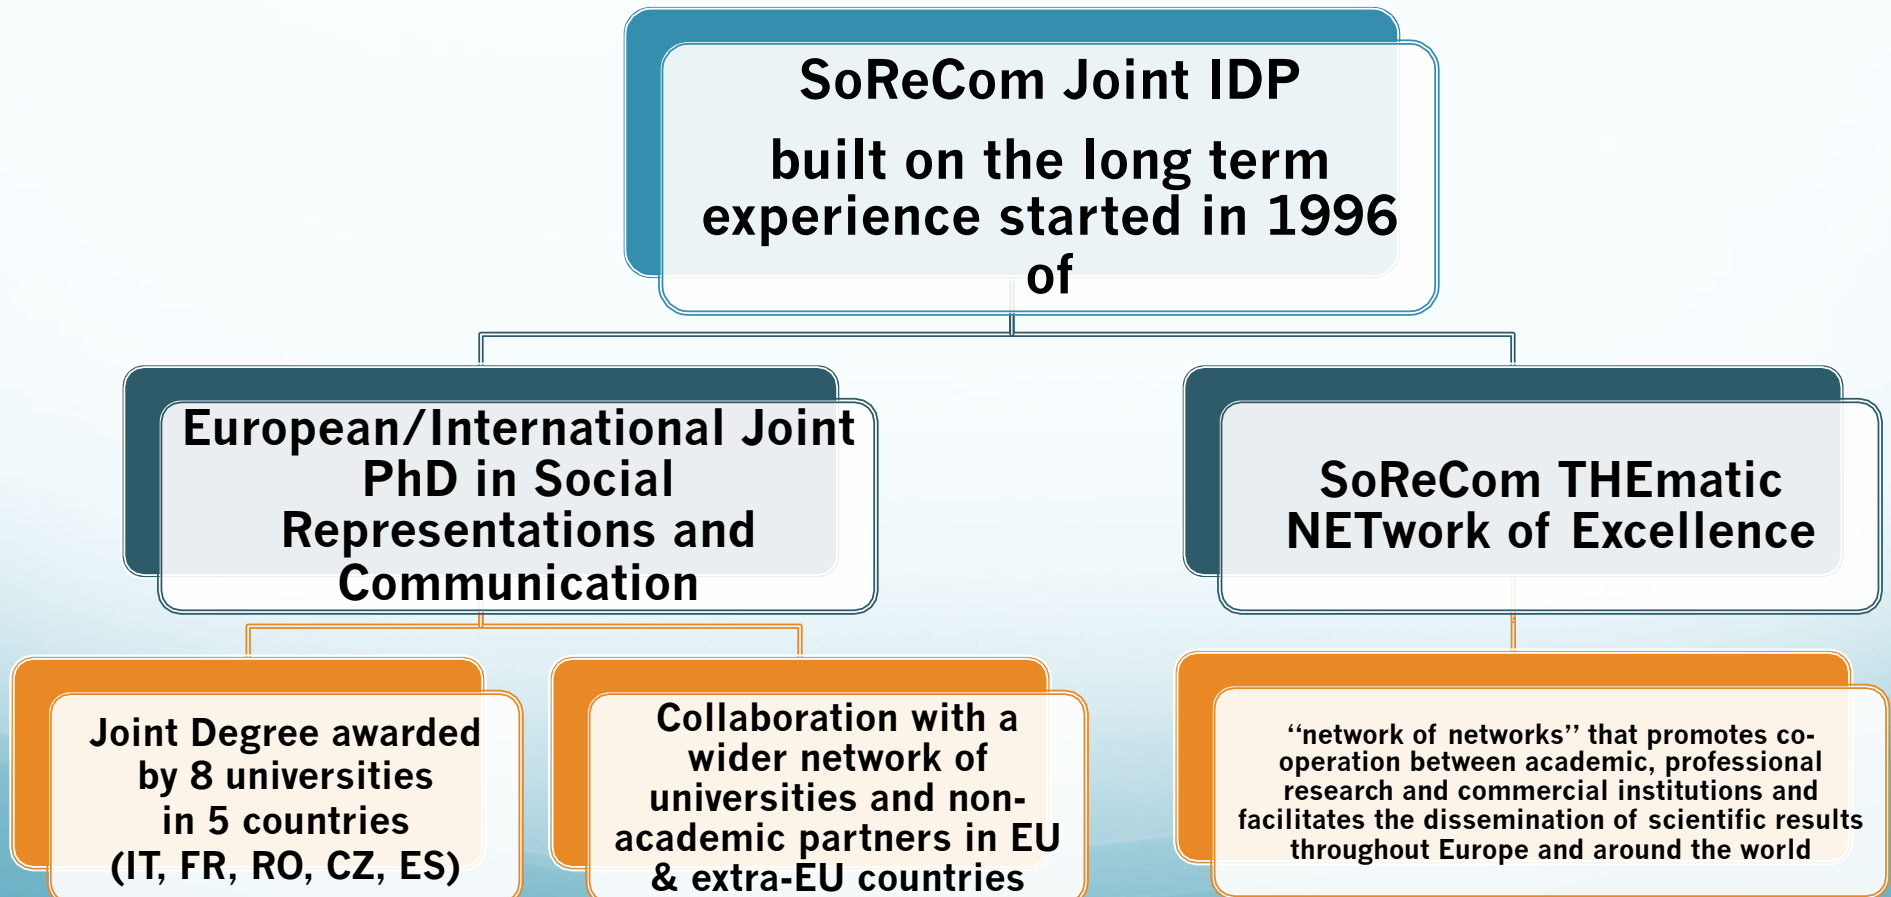 SoReCom Joint IDP
built on the long term
experience started in 1996
of
European/International Joint
PhD in Social
Representations and
Communication
SoReCom THEmatic
NETwork of Excellence
Joint Degree awarded
by 8 universities
in 5 countries
(IT, FR, RO, CZ, ES)
Collaboration with a
wider network of
universities and non-
academic partners in EU
& extra-EU countries
“network of networks” that promotes co-
operation between academic, professional
research and commercial institutions and
facilitates the dissemination of scientific results
throughout Europe and around the world